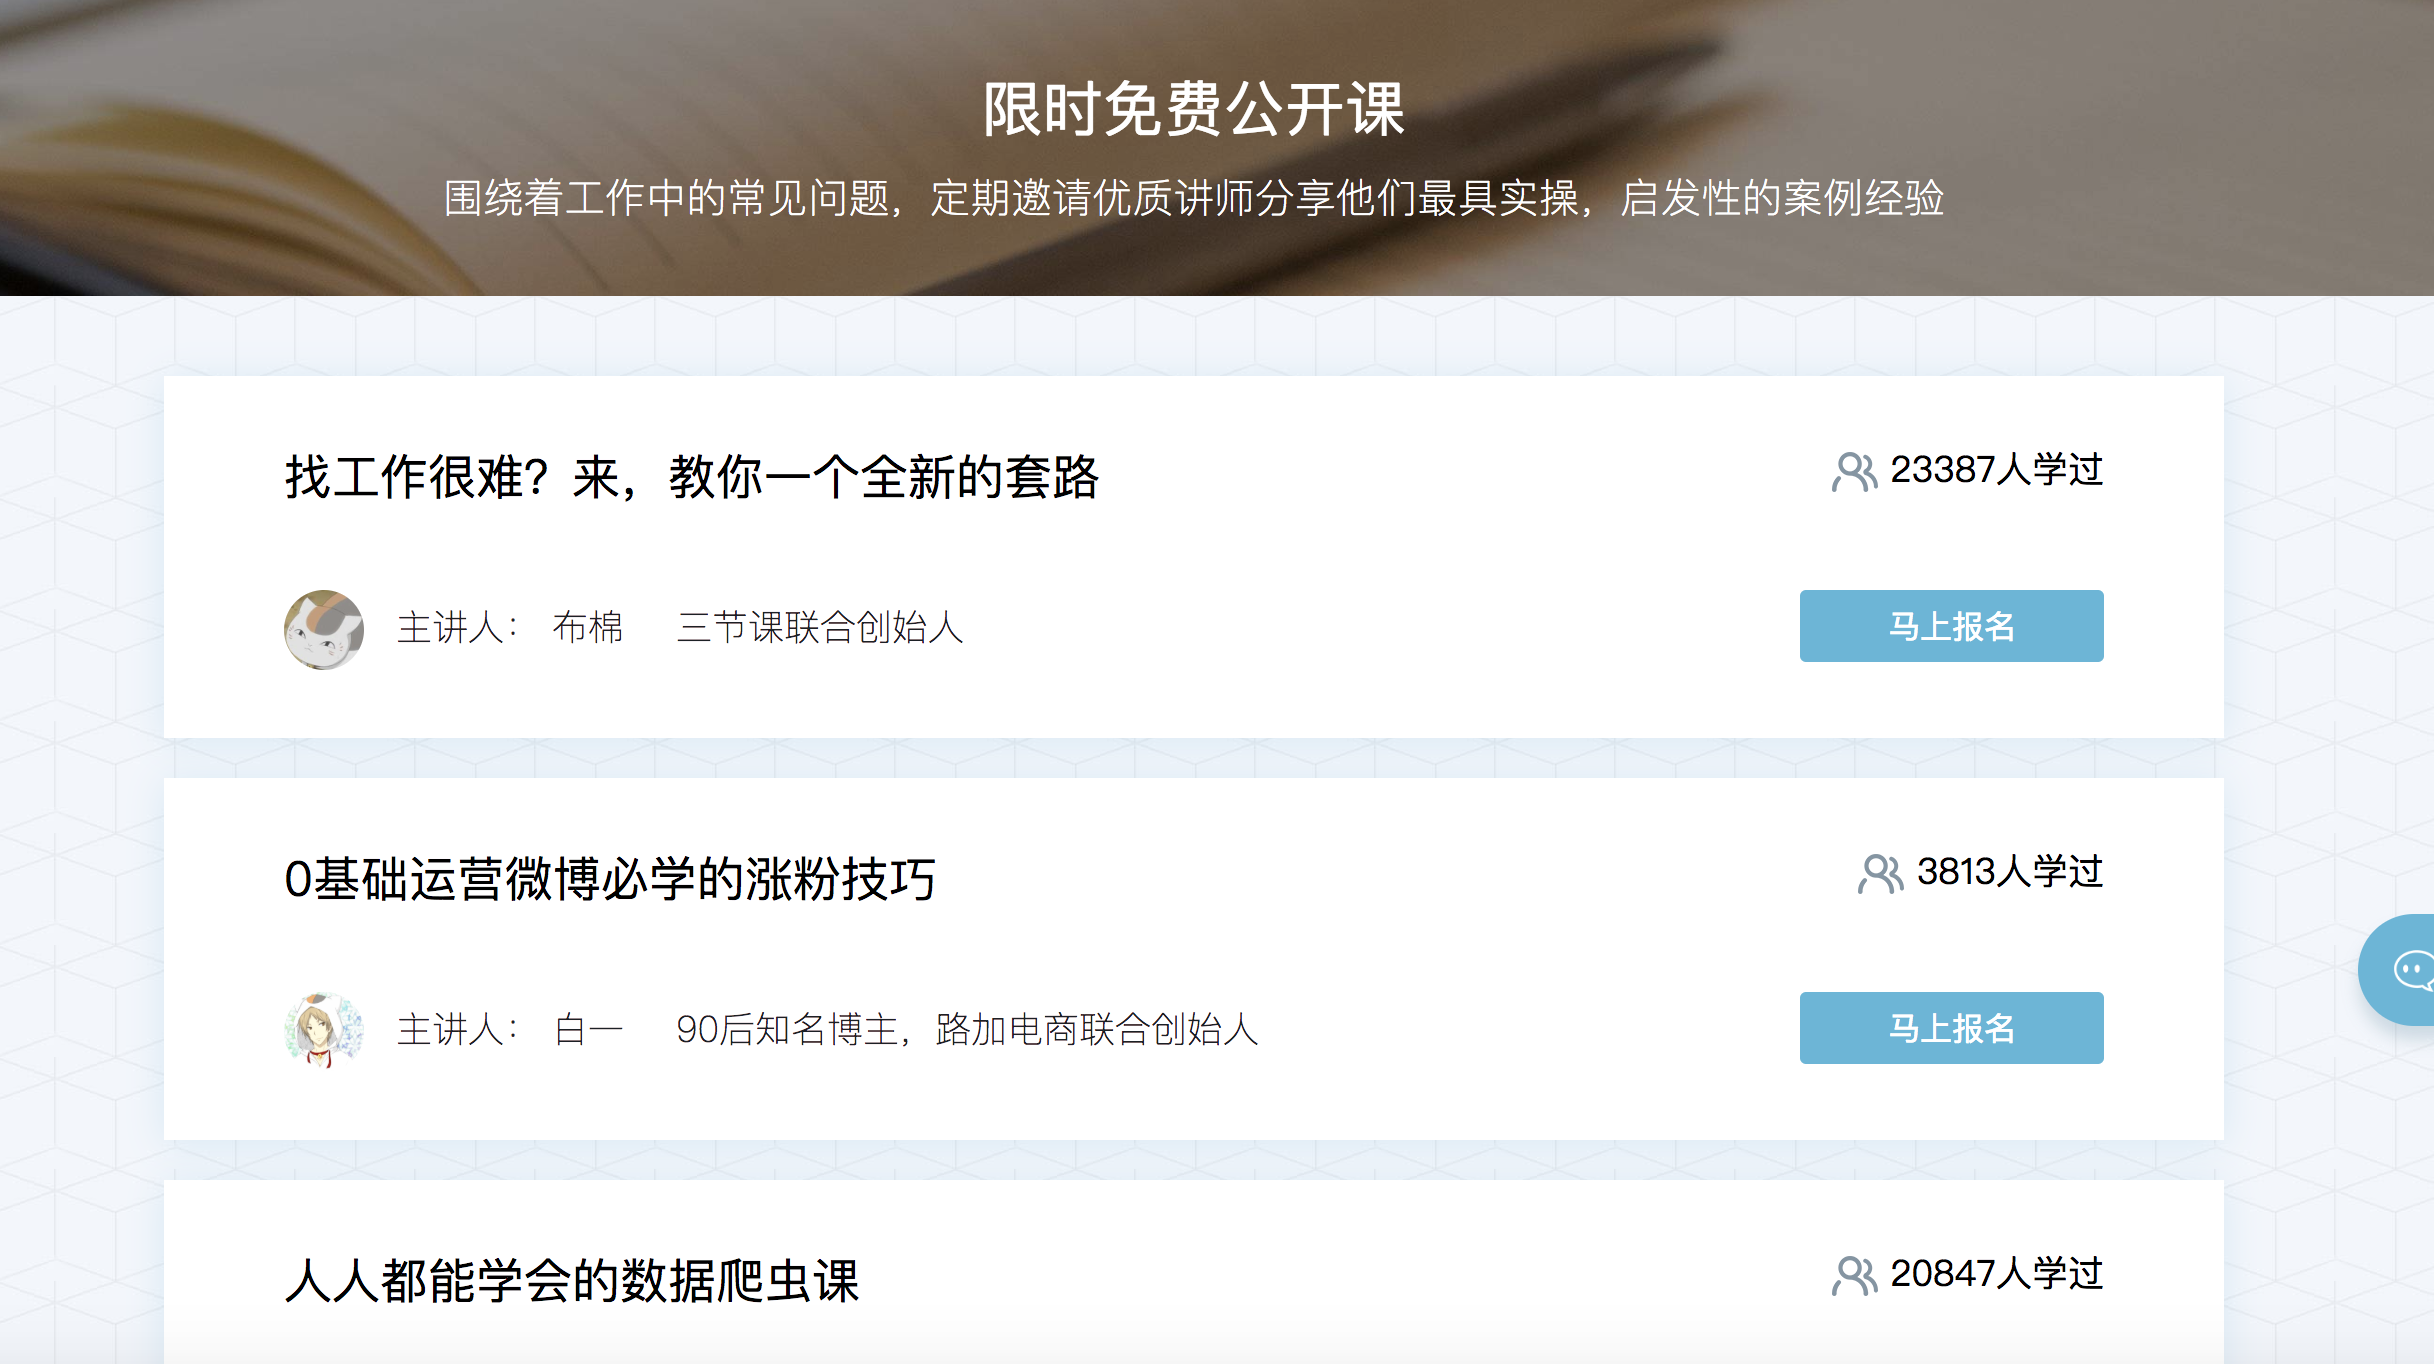 限时免费公开课
围绕着工作中的常见问题，定期邀请优质讲师分享他们最具实操，启发性的案例经验
找工作很难？来，教你一个全新的套路
23387人学过
主讲人： 布棉 三节课联合创始人
马上报名
0基础运营微博必学的涨粉技巧
3813人学过
主讲人： 白一 90后知名博主，路加电商联合创始人
马上报名
人人都能学会的数据爬虫课
20847人学过